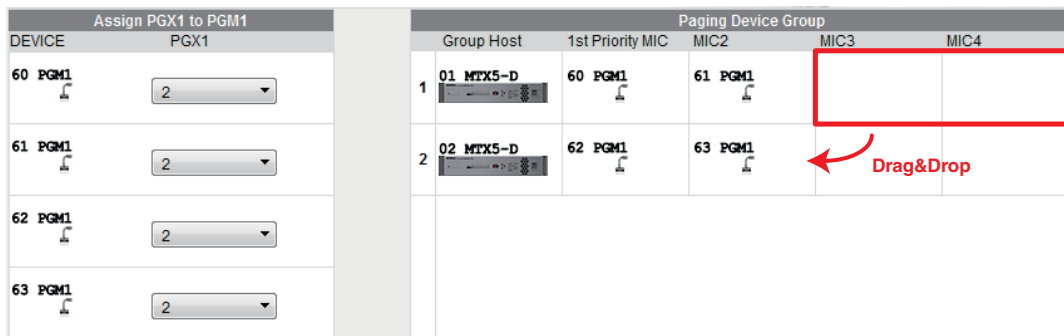 Assign PGX1 to PGM1
DEVICE PGX1
60 PGM1
2
61 PGM1
2
62 PGM1
2
63 PGM1
2
Paging Device Group
Group Host 1st Priority MIC MIC2 MIC3 MIC4
1 01 MTX5-D 60 PGM1 61 PGM1
2 02 MTX5-D 62 PGM1 63 PGM1
Drag&Drop